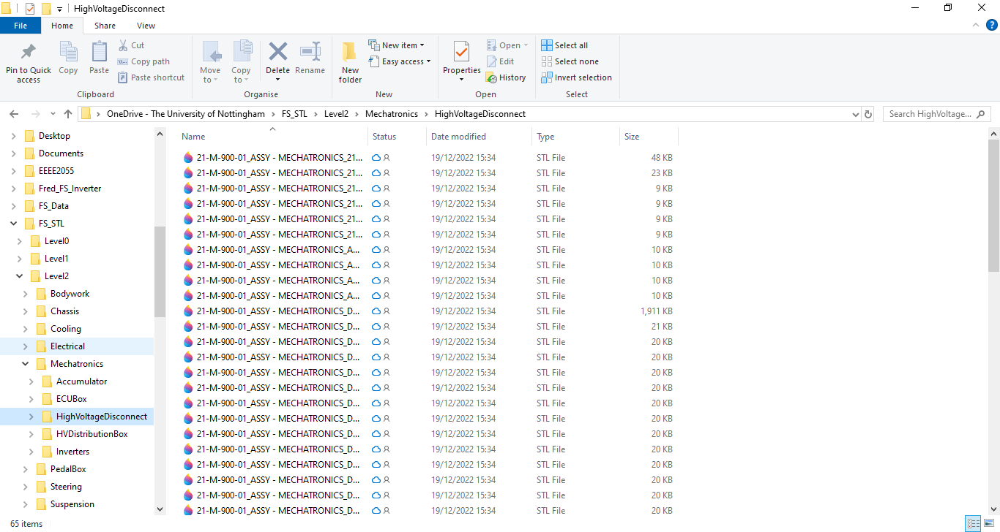 HighVoltageDisconnect
File Home Share View
Pin to Quick access
Copy
Paste
Cut
Copy path
Paste shortcut
Clipboard
Move to
Copy to
Delete
Rename
Organise
New folder
New item
Easy access
New
Properties
Open
Edit
History
Open
Select all
Select none
Invert selection
Select
OneDrive - The University of Nottingham > FS_STL > Level2 > Mechatronics > HighVoltageDisconnect
Search HighVoltage...
Desktop
Documents
EEEE2055
Fred_FS_Inverter
FS_Data
FS_STL
Level0
Level1
Level2
Bodywork
Chassis
Cooling
Electrical
Mechatronics
Accumulator
ECUBox
HighVoltageDisconnect
HVDistributionBox
Inverters
PedalBox
Steering
Suspension
Name Status Date modified Type Size
21-M-900-01_ASSY - MECHATRONICS_21... 19/12/2022 15:34 STL File 48 KB
21-M-900-01_ASSY - MECHATRONICS_21... 19/12/2022 15:34 STL File 23 KB
21-M-900-01_ASSY - MECHATRONICS_21... 19/12/2022 15:34 STL File 9 KB
21-M-900-01_ASSY - MECHATRONICS_21... 19/12/2022 15:34 STL File 9 KB
21-M-900-01_ASSY - MECHATRONICS_21... 19/12/2022 15:34 STL File 9 KB
21-M-900-01_ASSY - MECHATRONICS_21... 19/12/2022 15:34 STL File 9 KB
21-M-900-01_ASSY - MECHATRONICS_A... 19/12/2022 15:34 STL File 10 KB
21-M-900-01_ASSY - MECHATRONICS_A... 19/12/2022 15:34 STL File 10 KB
21-M-900-01_ASSY - MECHATRONICS_A... 19/12/2022 15:34 STL File 10 KB
21-M-900-01_ASSY - MECHATRONICS_A... 19/12/2022 15:34 STL File 10 KB
21-M-900-01_ASSY - MECHATRONICS_D... 19/12/2022 15:34 STL File 1,911 KB
21-M-900-01_ASSY - MECHATRONICS_D... 19/12/2022 15:34 STL File 21 KB
21-M-900-01_ASSY - MECHATRONICS_D... 19/12/2022 15:34 STL File 20 KB
21-M-900-01_ASSY - MECHATRONICS_D... 19/12/2022 15:34 STL File 20 KB
21-M-900-01_ASSY - MECHATRONICS_D... 19/12/2022 15:34 STL File 20 KB
21-M-900-01_ASSY - MECHATRONICS_D... 19/12/2022 15:34 STL File 20 KB
21-M-900-01_ASSY - MECHATRONICS_D... 19/12/2022 15:34 STL File 20 KB
21-M-900-01_ASSY - MECHATRONICS_D... 19/12/2022 15:34 STL File 20 KB
21-M-900-01_ASSY - MECHATRONICS_D... 19/12/2022 15:34 STL File 20 KB
21-M-900-01_ASSY - MECHATRONICS_D... 19/12/2022 15:34 STL File 20 KB
21-M-900-01_ASSY - MECHATRONICS_D... 19/12/2022 15:34 STL File 20 KB
21-M-900-01_ASSY - MECHATRONICS_D... 19/12/2022 15:34 STL File 20 KB
21-M-900-01_ASSY - MECHATRONICS_D... 19/12/2022 15:34 STL File 20 KB
21-M-900-01_ASSY - MECHATRONICS_D... 19/12/2022 15:34 STL File 20 KB
65 items